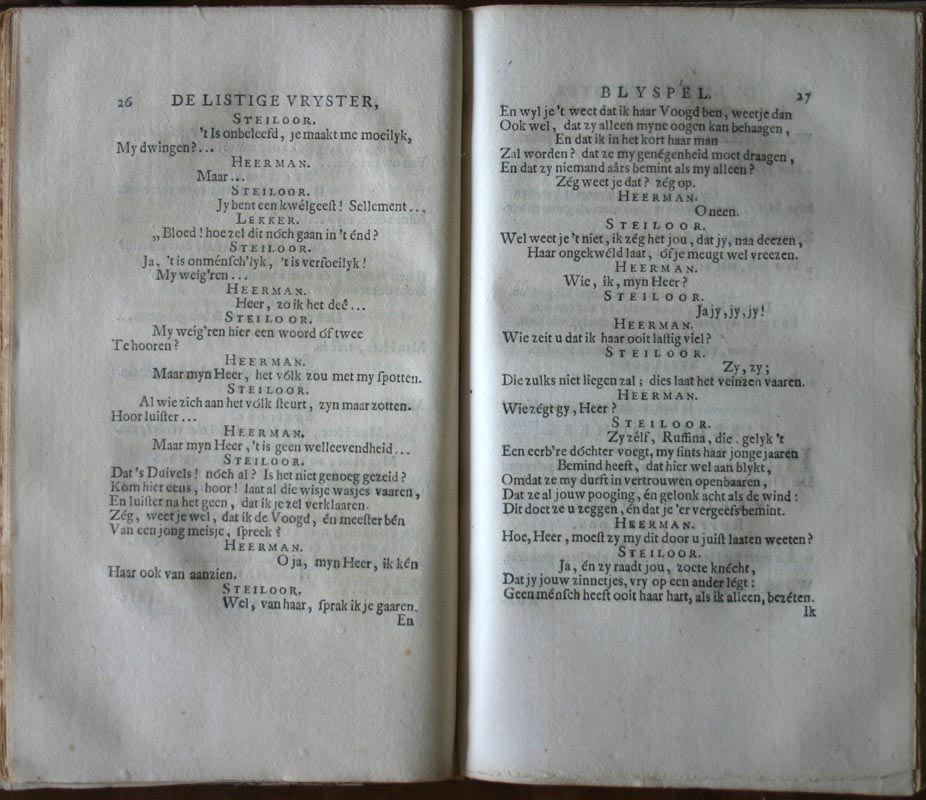 26 DE LISTIGE VRYSTER,
STEILOOR.
't Is onbeleefd, je maakt me moeilyk,
My dwingen?...
HEERMAN.
Maar...
STEILOOR.
Jy bent een kwélgeeſt! Sellement...
LEKKER.
„Bloed! hoe zel dit nóch gaan in 't énd?
STEILOOR.
Ja, 't is onménſch'lyk, 't is verfoeilyk!
My weig'ren...
HEERMAN.
Heer, zo ik het deê...
STEILOOR.
My weig'ren hier een woord óf twee
Te hooren?
HEERMAN.
Maar myn Heer, het vólk zou met my ſpotten.
STEILOOR.
Al wie zich aan het vólk ſteurt, zyn maar zotten.
Hoor luiſter...
HEERMAN.
Maar myn Heer, 't is geen welleevendheid...
STEILOOR.
Dat's Duivels! nóch al? Is het niet genoeg gezeid?
Kom hier eens, hoor! laat al die wisje wasjes vaaren,
En luiſter na het geen, dat ik je zel verklaaren.
Zég, weet je wel, dat ik de Voogd, én meeſter bén
Van een jong meisje, ſpreek?
HEERMAN.
O ja, myn Heer, ik kén
Haar ook van aanzien.
STEILOOR.
Wel, van haar, ſprak ik je gaaren.
En
BLYSPEL. 27
En wyl je 't weet dat ik haar Voogd ben, weet je dan
Ook wel, dat zy alleen myne oogen kan behaagen,
En dat ik in het kort haar man
Zal worden? dat ze my genégenheid moet draagen,
En dat zy niemand aârs bemint als my alleen?
Zég weet je dat? zég op.
HEERMAN.
O neen.
STEILOOR.
Wel weet je 't niet, ik zég het jou, dat jy, naa deezen,
Haar ongekwéld laat, óf je meugt wel vreezen.
HEERMAN.
Wie, ik, myn Heer?
STEILOOR.
Ja jy, jy, jy!
HEERMAN.
Wie zeit u dat ik haar ooit laſtig viel?
STEILOOR.
Zy, zy;
Die zulks niet liegen zal; dies laat het veinzen vaaren.
HEERMAN.
Wie zégt gy, Heer?
STEILOOR.
Zy zélf, Ruffina, die, gelyk 't
Een eerb're dóchter voegt, my ſints haar jonge jaaren
Bemind heeft, dat hier wel aan blykt,
Omdat ze my durft in vertrouwen openbaaren,
Dat ze al jouw pooging, én gelonk acht als de wind:
Dit doet ze u zeggen, én dat je 'er vergeefs bemint.
HEERMAN.
Hoe, Heer, moeſt zy my dit door u juiſt laaten weeten?
STEILOOR.
Ja, én zy raadt jou, zoete knécht,
Dat jy jouw zinnetjes, vry op een ander légt:
Geen ménſch heeft ooit haar hart, als ik alleen, bezéten.
Ik